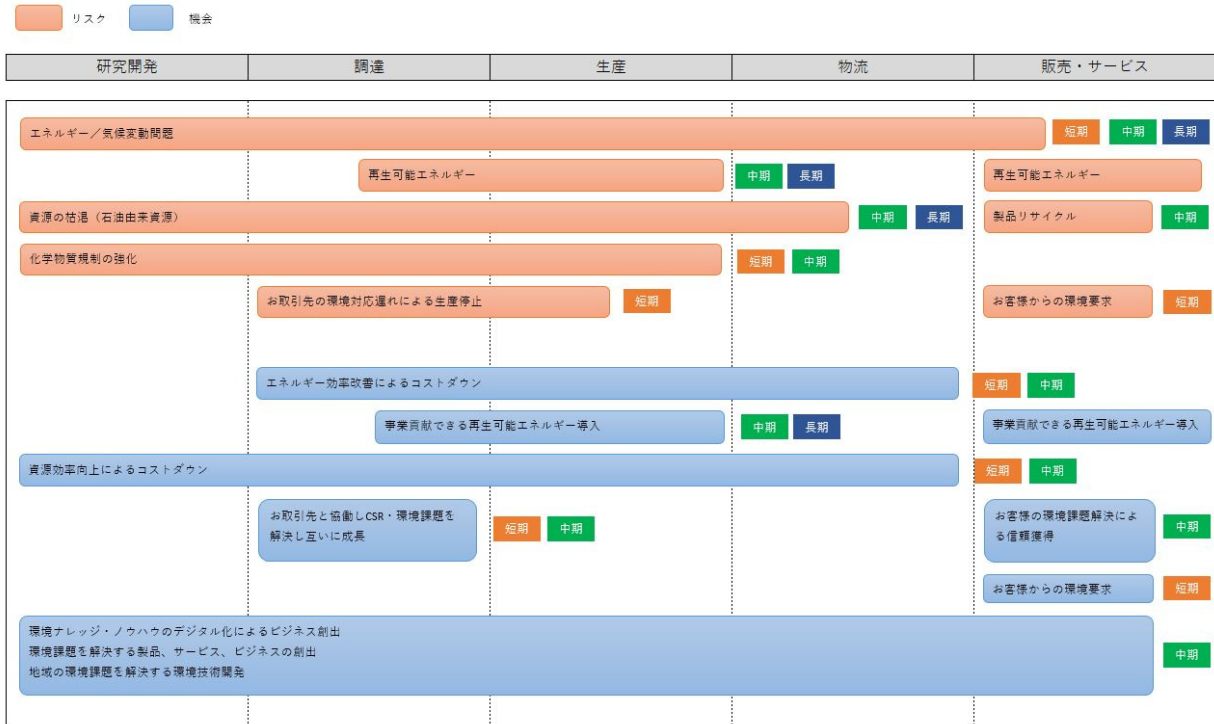 リスク
機会
研究開発
調達
生産
物流
販売・サービス
エネルギー／気候変動問題
短期
中期
長期
再生可能エネルギー
中期
長期
再生可能エネルギー
資源の枯渇（石油由来資源）
中期
長期
製品リサイクル
中期
化学物質規制の強化
短期
中期
お取引先の環境対応遅れによる生産停止
短期
お客様からの環境要求
短期
エネルギー効率改善によるコストダウン
短期
中期
事業貢献できる再生可能エネルギー導入
中期
長期
事業貢献できる再生可能エネルギー導入
資源効率向上によるコストダウン
短期
中期
お取引先と協働しCSR・環境課題を
解決し互いに成長
短期
中期
お客様の環境課題解決によ
る信頼獲得
中期
お客様からの環境要求
短期
環境ナレッジ・ノウハウのデジタル化によるビジネス創出
環境課題を解決する製品、サービス、ビジネスの創出
地域の環境課題を解決する環境技術開発
中期